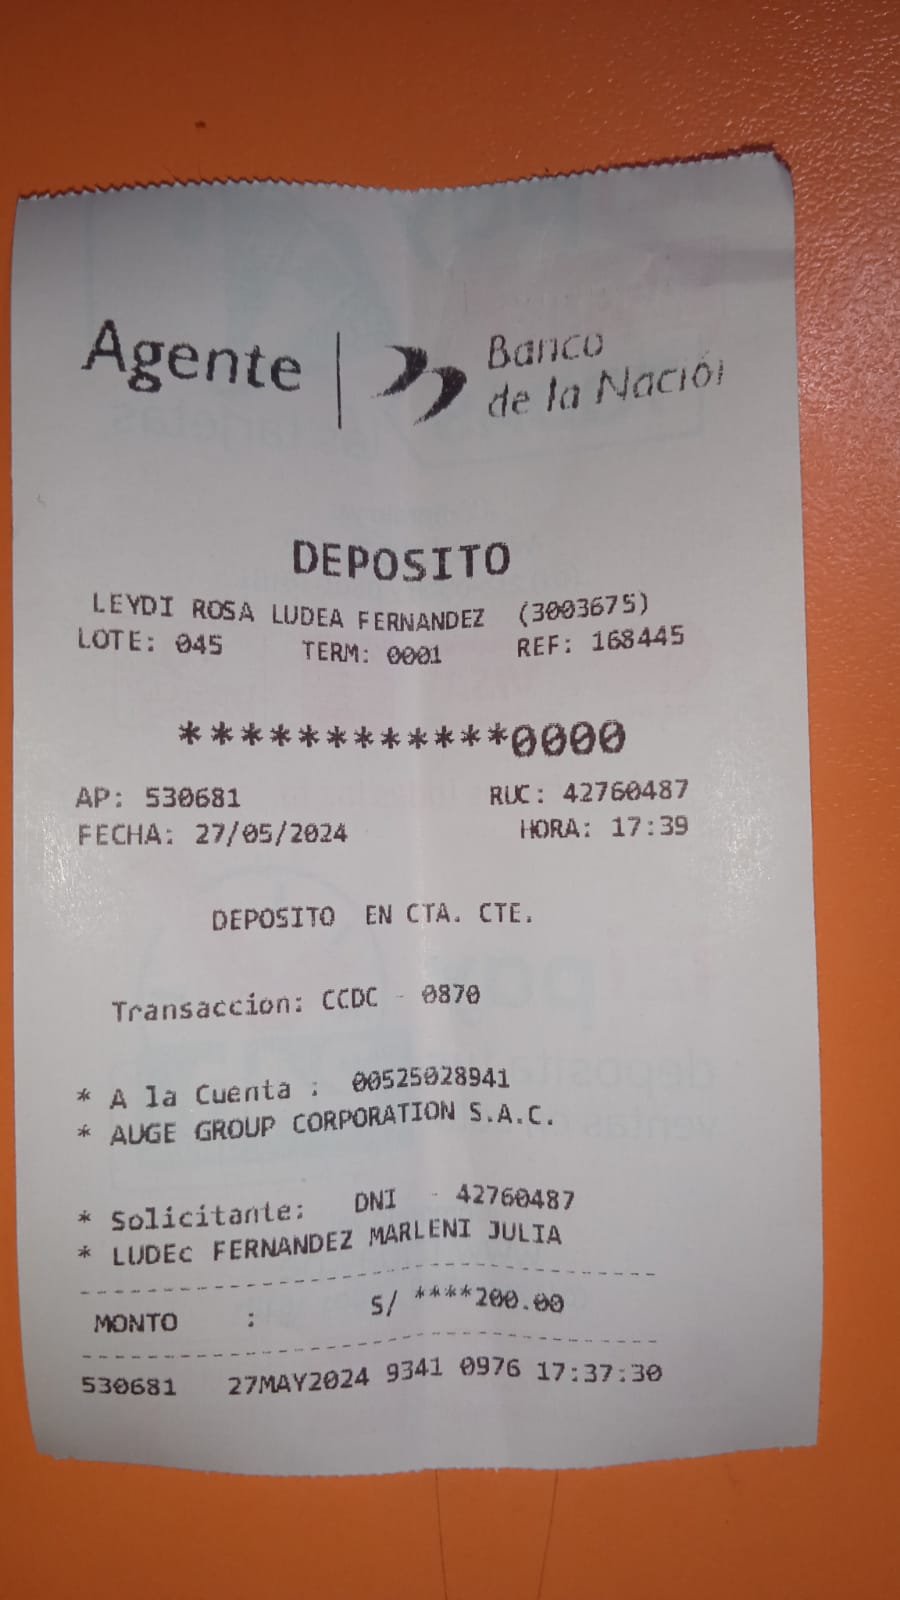 Agente | Banco
de la Nación
DEPOSITO
LEYDI ROSA LUDEA FERNANDEZ (3003675)
LOTE: 045 TERM: 0001 REF: 168445
************0000
AP: 530681 RUC: 42760487
FECHA: 27/05/2024 HORA: 17:39
DEPOSITO EN CTA. CTE.
Transaccion: CCDC - 0870
* A la Cuenta : 00525028941
* AUGE GROUP CORPORATION S.A.C.
* Solicitante: DNI - 42760487
* LUDEc FERNANDEZ MARLENI JULIA
MONTO : S/ ****200.00
530681 27MAY2024 9341 0976 17:37:30